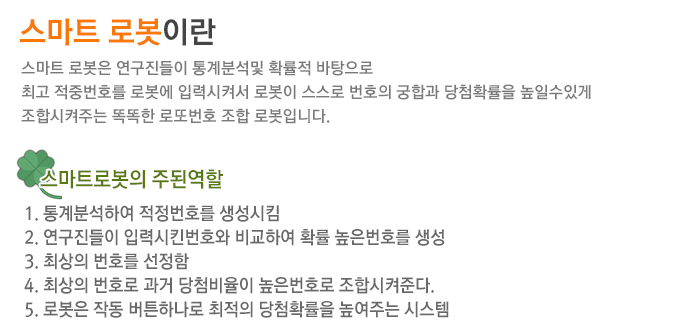 스마트 로봇이란
스마트 로봇은 연구진들이 통계분석및 확률적 바탕으로
최고 적중번호를 로봇에 입력시켜서 로봇이 스스로 번호의 궁합과 당첨확률을 높일수있게
조합시켜주는 똑똑한 로또번호 조합 로봇입니다.
스마트로봇의 주된역할
1. 통계분석하여 적정번호를 생성시킴
2. 연구진들이 입력시킨번호와 비교하여 확률 높은번호를 생성
3. 최상의 번호를 선정함
4. 최상의 번호로 과거 당첨비율이 높은번호로 조합시켜준다.
5. 로봇은 작동 버튼하나로 최적의 당첨확률을 높여주는 시스템